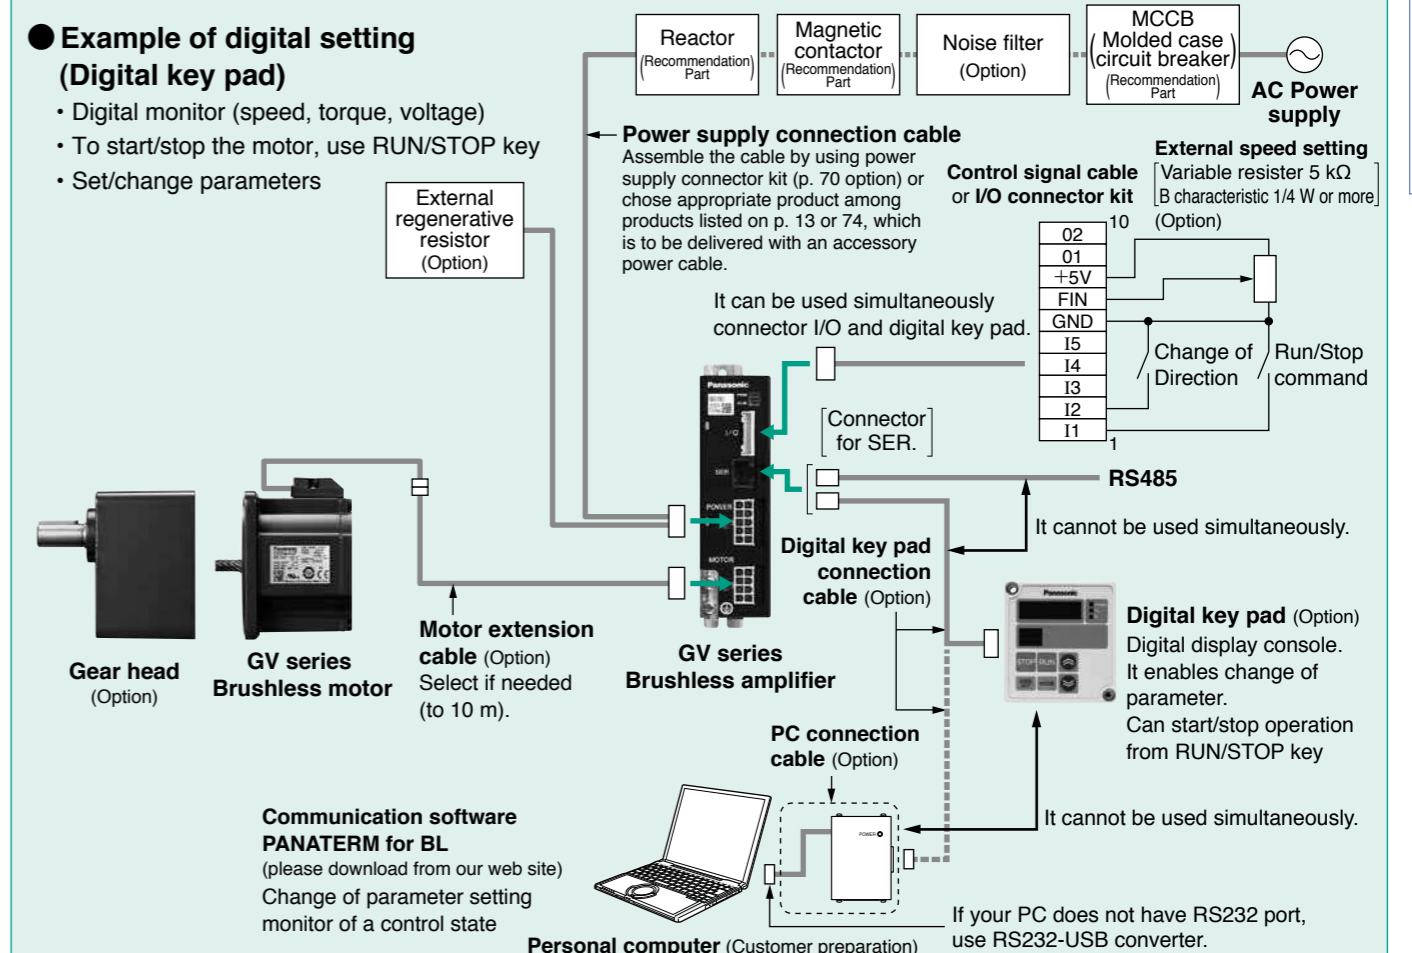 ● Example of digital setting
(Digital key pad)
・Digital monitor (speed, torque, voltage)
・To start/stop the motor, use RUN/STOP key
・Set/change parameters
Reactor
(Recommendation
Part)
Magnetic
contactor
(Recommendation
Part)
Noise filter
(Option)
MCCB
(Molded case
circuit breaker)
(Recommendation
Part)
AC Power
supply
External
regenerative
resistor
(Option)
Power supply connection cable
Assemble the cable by using power
supply connector kit (p. 70 option) or
chose appropriate product among
products listed on p. 13 or 74, which
is to be delivered with an accessory
power cable.
Control signal cable
or I/O connector kit
External speed setting
[Variable resister 5 kΩ
B characteristic 1/4 W or more]
(Option)
10
02
01
+5V
FIN
GND
I5
I4
I3
I2
I1
1
Change of
Direction
Run/Stop
command
It can be used simultaneously
connector I/O and digital key pad.
Panasonic
I/O
SER
POWER
MOTOR
[Connector
for SER.]
RS485
It cannot be used simultaneously.
Digital key pad
connection
cable (Option)
Gear head
(Option)
GV series
Brushless motor
Motor extension
cable (Option)
Select if needed
(to 10 m).
GV series
Brushless amplifier
Panasonic
STOP RUN
Digital key pad (Option)
Digital display console.
It enables change of
parameter.
Can start/stop operation
from RUN/STOP key
PC connection
cable (Option)
POWER
It cannot be used simultaneously.
Communication software
PANATERM for BL
(please download from our web site)
Change of parameter setting
monitor of a control state
Personal computer (Customer preparation)
If your PC does not have RS232 port,
use RS232-USB converter.